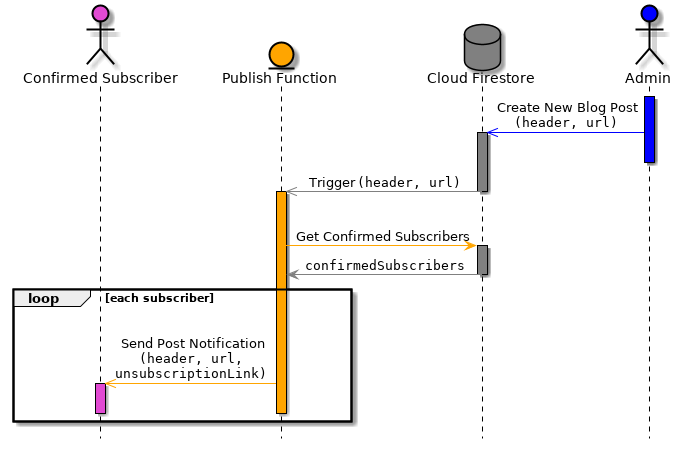 Confirmed Subscriber
Publish Function
Cloud Firestore
Admin
Create New Blog Post
(header, url)
Trigger(header, url)
Get Confirmed Subscribers
confirmedSubscribers
loop
[each subscriber]
Send Post Notification
(header, url,
unsubscriptionLink)